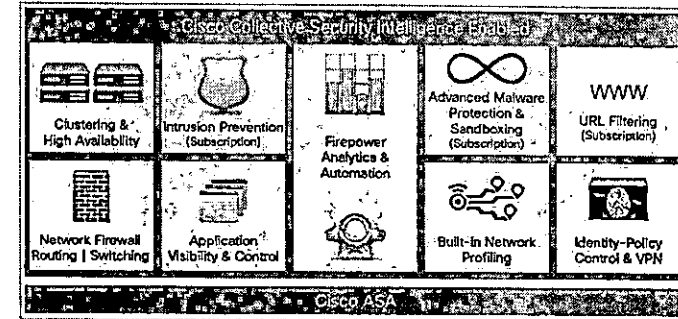 Cisco Collective Security Intelligence Enabled
Clustering &
High Availability
Intrusion Prevention
(Subscription)
Firepower
Analytics &
Automation
Advanced Malware
Protection &
Sandboxing
(Subscription)
WWW
URL Filtering
(Subscription)
Network Firewall
Routing | Switching
Application
Visibility & Control
Built-in Network
Profiling
Identity-Policy
Control & VPN
Cisco ASA